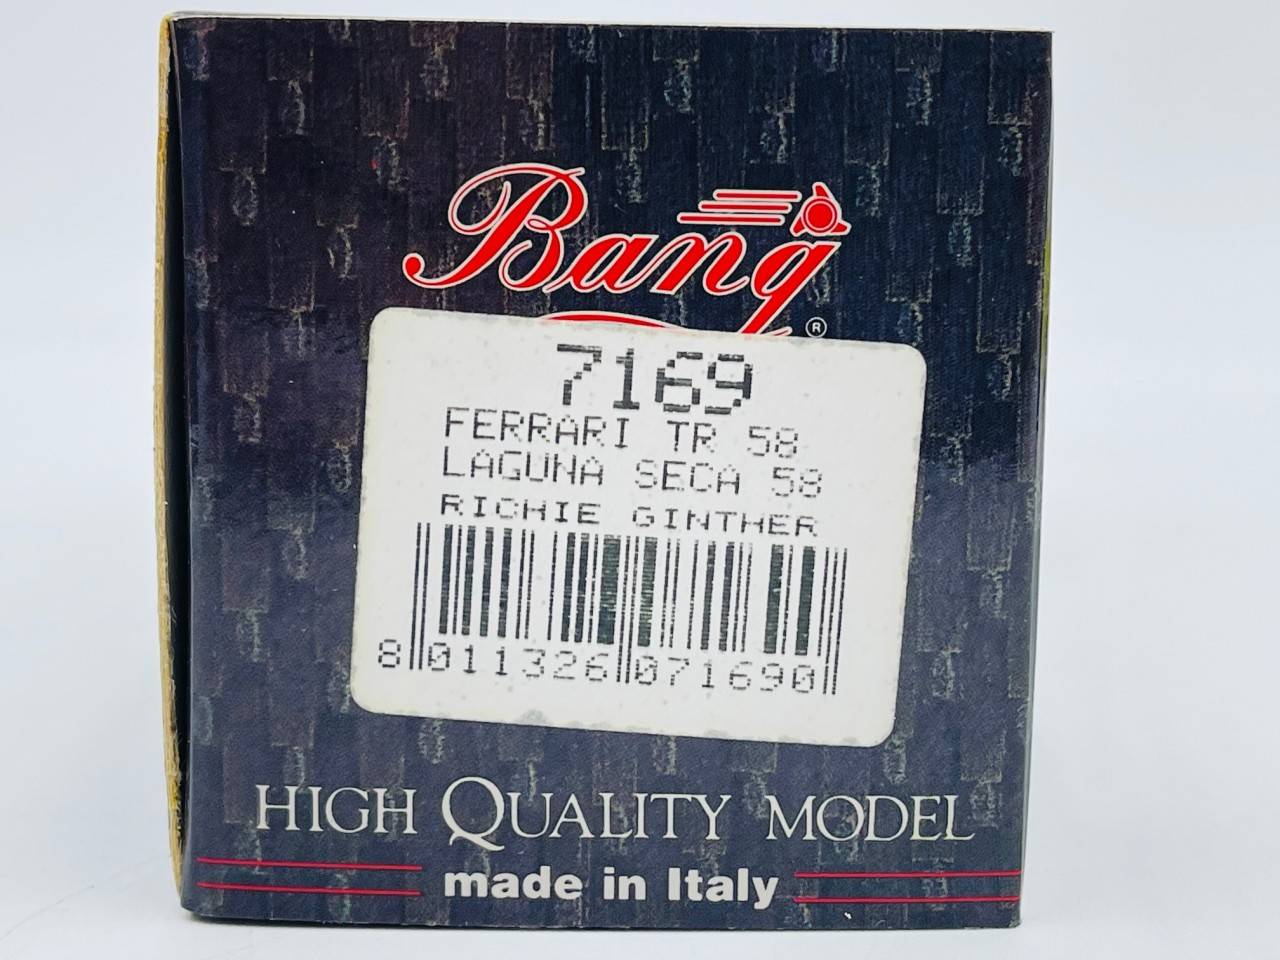 Bang
®
7169
FERRARI TR 58
LAGUNA SECA 58
RICHIE GINTHER
8 011326 071690
HIGH QUALITY MODEL
made in Italy